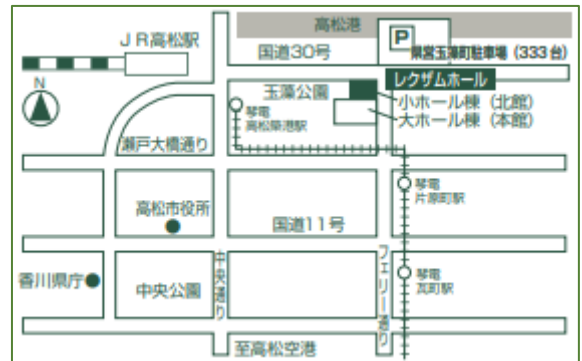 高松港
JR高松駅
国道30号
P
県営玉藻町駐車場（333台）
N
玉藻公園
レクザムホール
小ホール棟（北館）
大ホール棟（本館）
琴電
高松築港駅
瀬戸大橋通り
琴電
片原町駅
高松市役所
国道11号
香川県庁
中央公園
中央通り
フェリー通り
琴電
瓦町駅
至高松空港